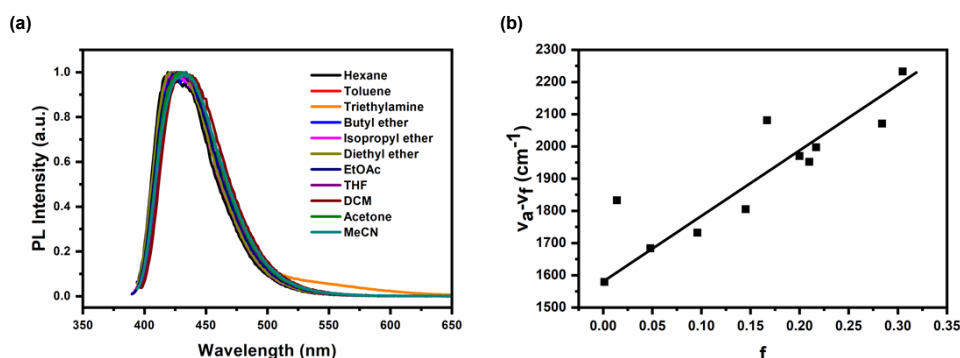 (a)
PL Intensity (a.u.)
1.0
0.8
0.6
0.4
0.2
0.0
350 400 450 500 550 600 650
Wavelength (nm)
Hexane
Toluene
Triethylamine
Butyl ether
Isopropyl ether
Diethyl ether
EtOAc
THF
DCM
Acetone
MeCN
(b)
νa-νf (cm⁻¹)
2300
2200
2100
2000
1900
1800
1700
1600
1500
0.00 0.05 0.10 0.15 0.20 0.25 0.30 0.35
f